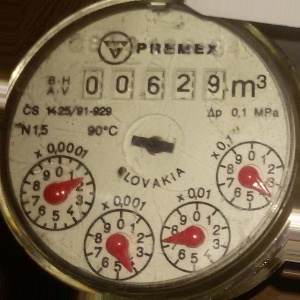 PREMEX
B-H
A-V
00629 m³
ČS 1425/91-929 Δp 0,1 MPa
N 1,5 90°C
SLOVAKIA
x 0,0001
x 0,001
x 0,01
x 0,1